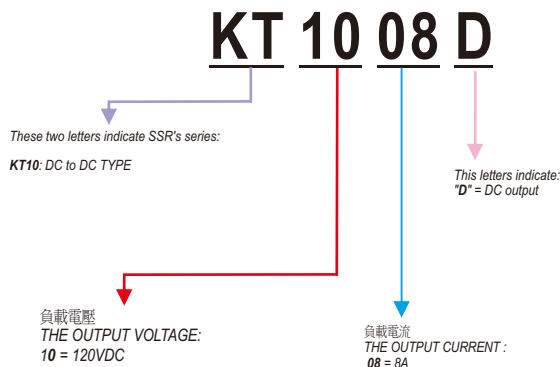 KT 10 08 D
These two letters indicate SSR's series:
KT10: DC to DC TYPE
This letters indicate:
"D" = DC output
負載電壓
THE OUTPUT VOLTAGE:
10 = 120VDC
負載電流
THE OUTPUT CURRENT :
08 = 8A